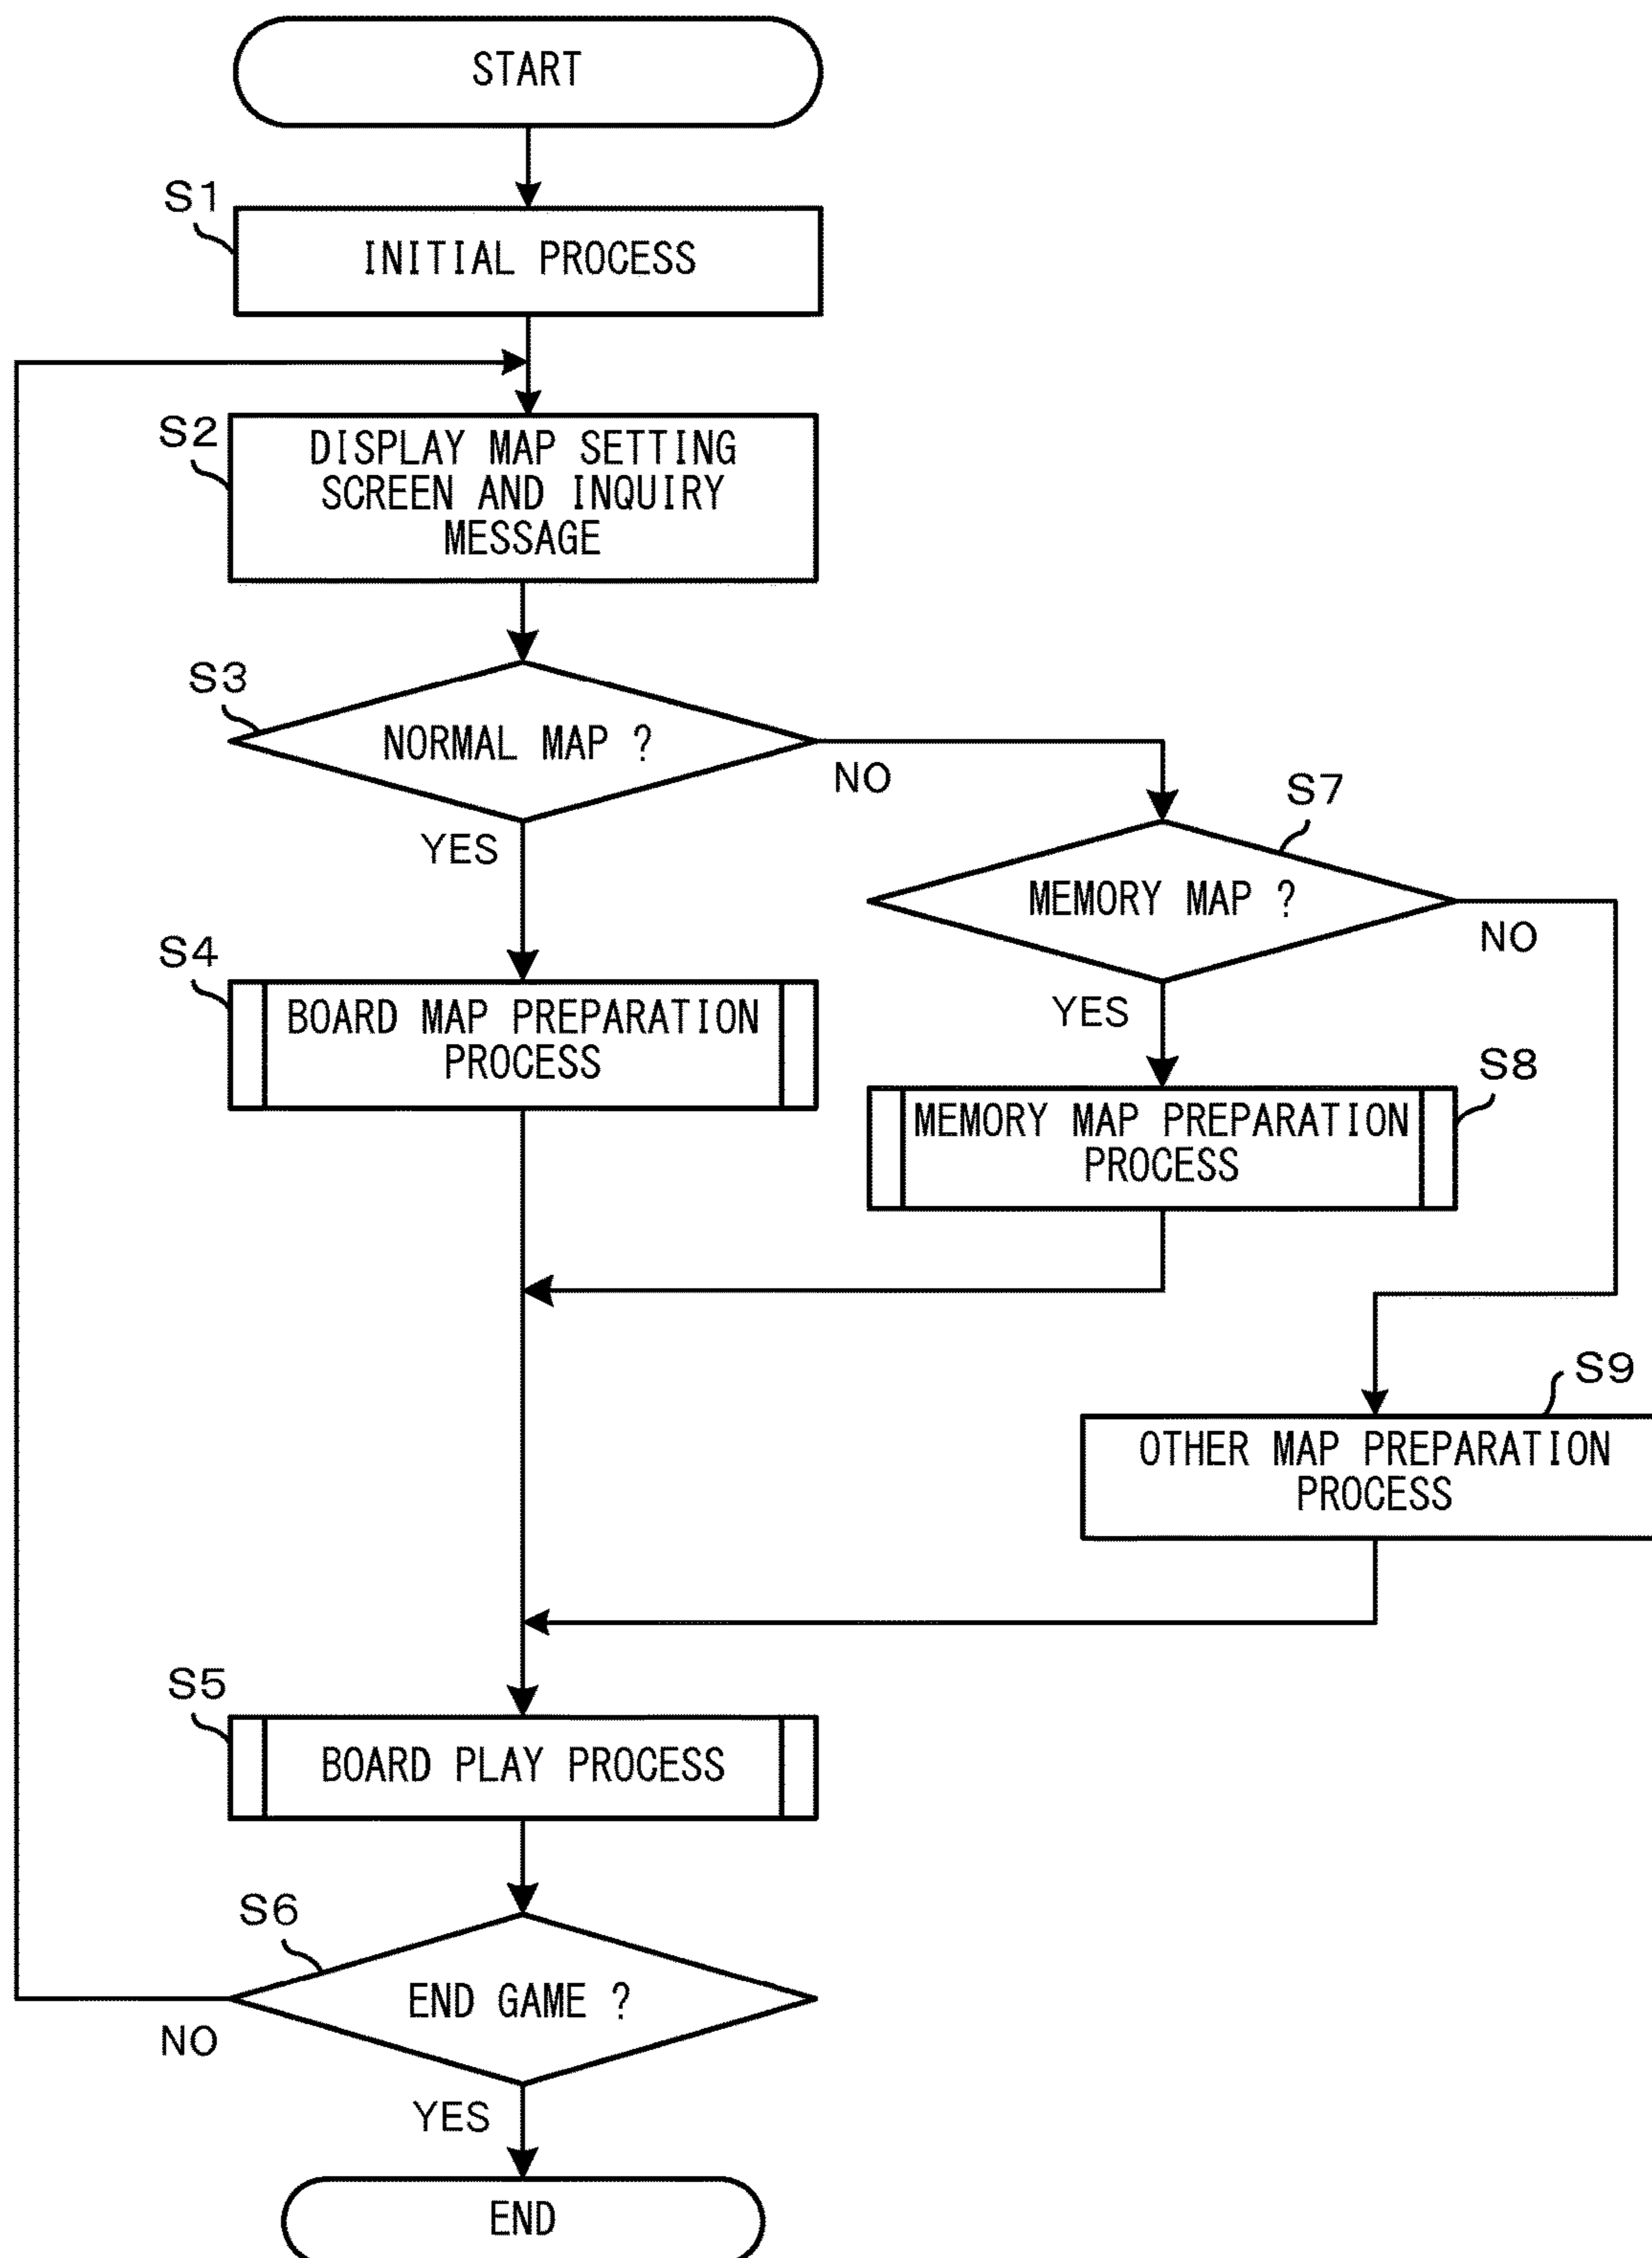 START
S1
INITIAL PROCESS
S2
DISPLAY MAP SETTING
SCREEN AND INQUIRY
MESSAGE
S3
NORMAL MAP ?
NO
YES
S7
MEMORY MAP ?
NO
YES
S4
BOARD MAP PREPARATION
PROCESS
S8
MEMORY MAP PREPARATION
PROCESS
S9
OTHER MAP PREPARATION
PROCESS
S5
BOARD PLAY PROCESS
S6
END GAME ?
NO
YES
END